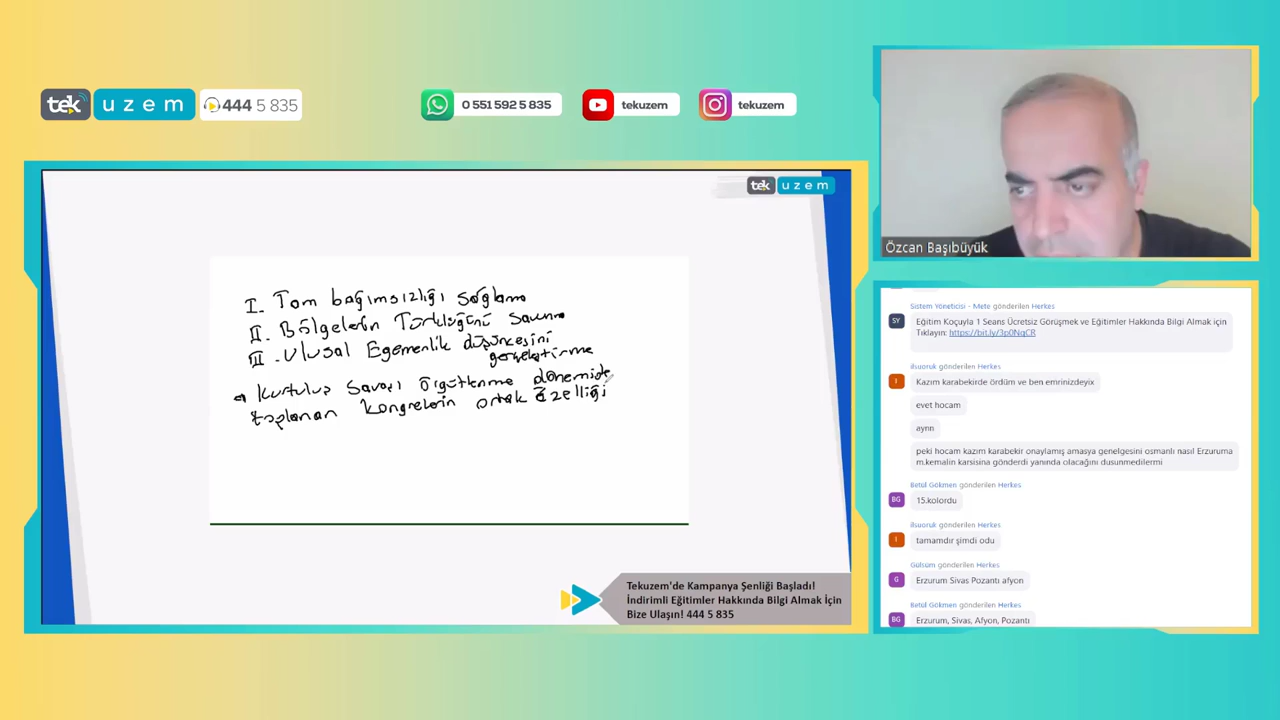 tek uzem 444 5 835
0 551 592 5 835
tekuzem
tekuzem
tek uzem
I. Tam bağımsızlığı sağlama
II. Bölgelerin Türklüğünü savunma
III. Ulusal Egemenlik düşüncesini
gerçekleştirme
Kurtuluş Savaşı örgütlenme döneminde
toplanan kongrelerin ortak özelliği
Tekuzem'de Kampanya Şenliği Başladı!
İndirimli Eğitimler Hakkında Bilgi Almak İçin
Bize Ulaşın! 444 5 835
Özcan Başıbüyük
Sistem Yöneticisi - Mete gönderilen Herkes
SY
Eğitim Koçuyla 1 Seans Ücretsiz Görüşmek ve Eğitimler Hakkında Bilgi Almak için
Tıklayın: https://bit.ly/3p0NqCR
ilsuoruk gönderilen Herkes
I
Kazım karabekirde ördüm ve ben emrinizdeyix
evet hocam
aynn
peki hocam kazım karabekir onaylamış amasya genelgesini osmanlı nasıl Erzuruma
m.kemalin karsisina gönderdi yanında olacağını dusunmedilermi
Betül Gökmen gönderilen Herkes
BG
15.kolordu
ilsuoruk gönderilen Herkes
I
tamamdır şimdi odu
Gülsüm gönderilen Herkes
G
Erzurum Sivas Pozantı afyon
Betül Gökmen gönderilen Herkes
BG
Erzurum, Sivas, Afyon, Pozantı